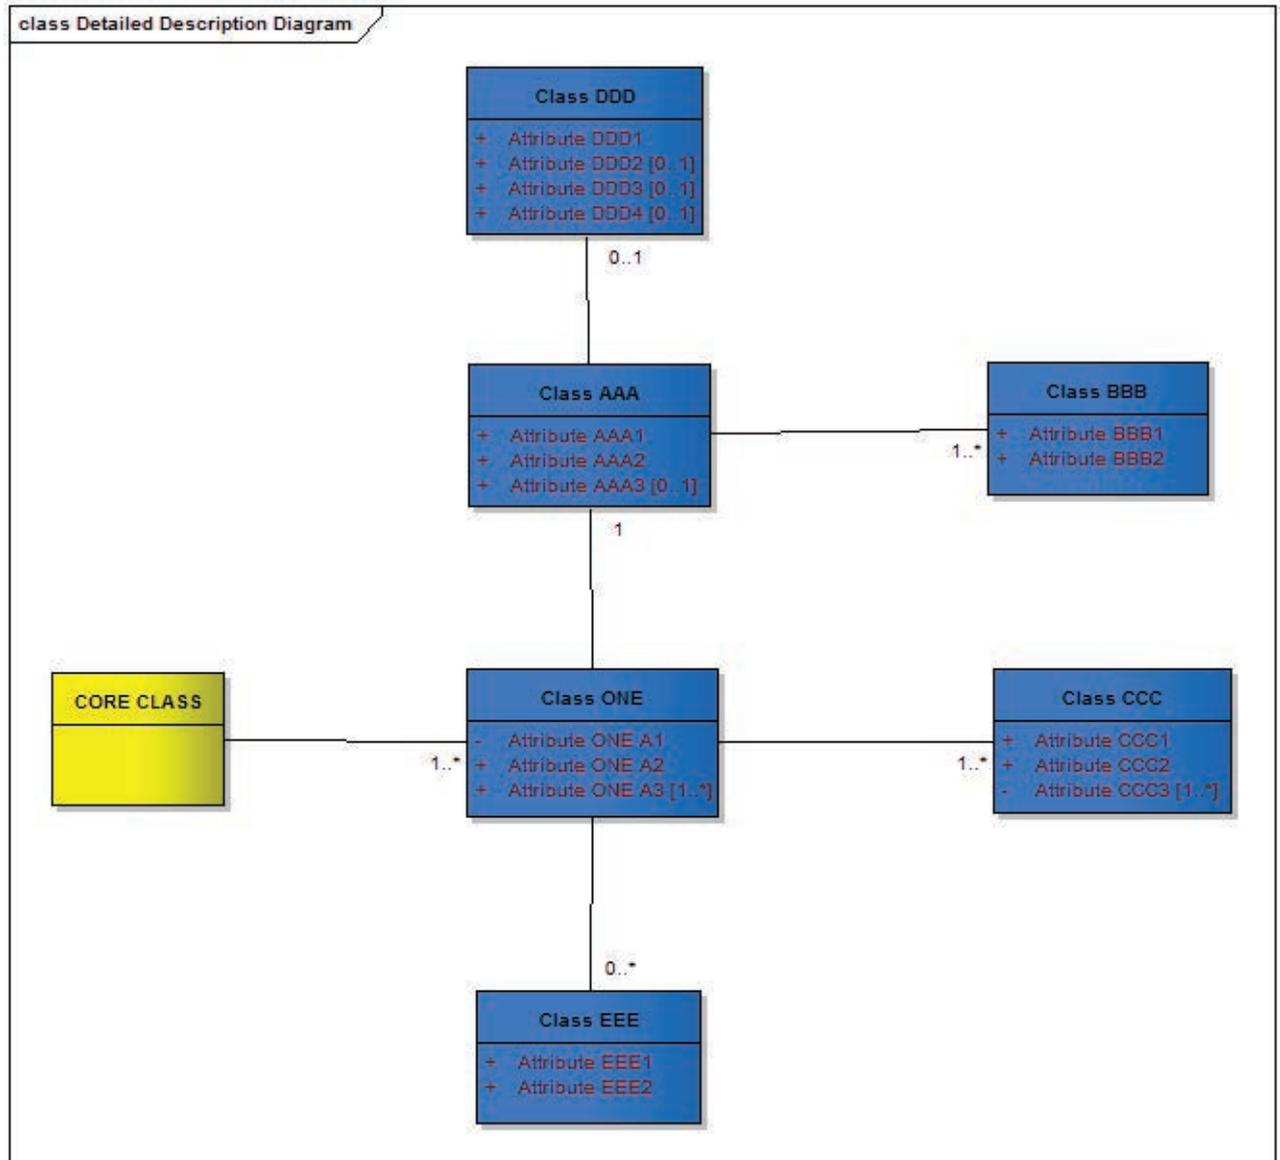 class Detailed Description Diagram
Class DDD
+ Attribute DDD1
+ Attribute DDD2 [0..1]
+ Attribute DDD3 [0..1]
+ Attribute DDD4 [0..1]
0..1
Class AAA
+ Attribute AAA1
+ Attribute AAA2
+ Attribute AAA3 [0..1]
1..*
Class BBB
+ Attribute BBB1
+ Attribute BBB2
1
CORE CLASS
1..*
Class ONE
- Attribute ONE A1
+ Attribute ONE A2
+ Attribute ONE A3 [1..*]
1..*
Class CCC
+ Attribute CCC1
+ Attribute CCC2
- Attribute CCC3 [1..*]
0..*
Class EEE
+ Attribute EEE1
+ Attribute EEE2